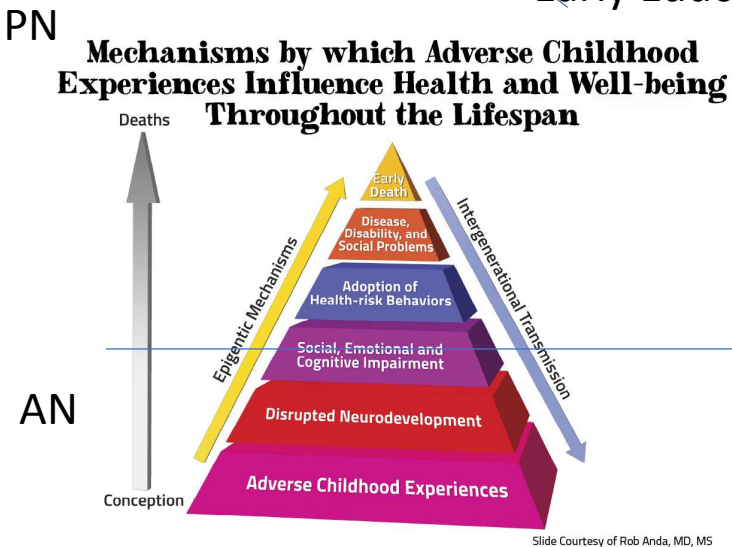 PN
Mechanisms by which Adverse Childhood
Experiences Influence Health and Well-being
Throughout the Lifespan
Deaths
Early
Death
Disease,
Disability, and
Social Problems
Adoption of
Health-risk Behaviors
Social, Emotional and
Cognitive Impairment
Disrupted Neurodevelopment
Adverse Childhood Experiences
Epigentic Mechanisms
Intergenerational Transmission
AN
Conception
Slide Courtesy of Rob Anda, MD, MS